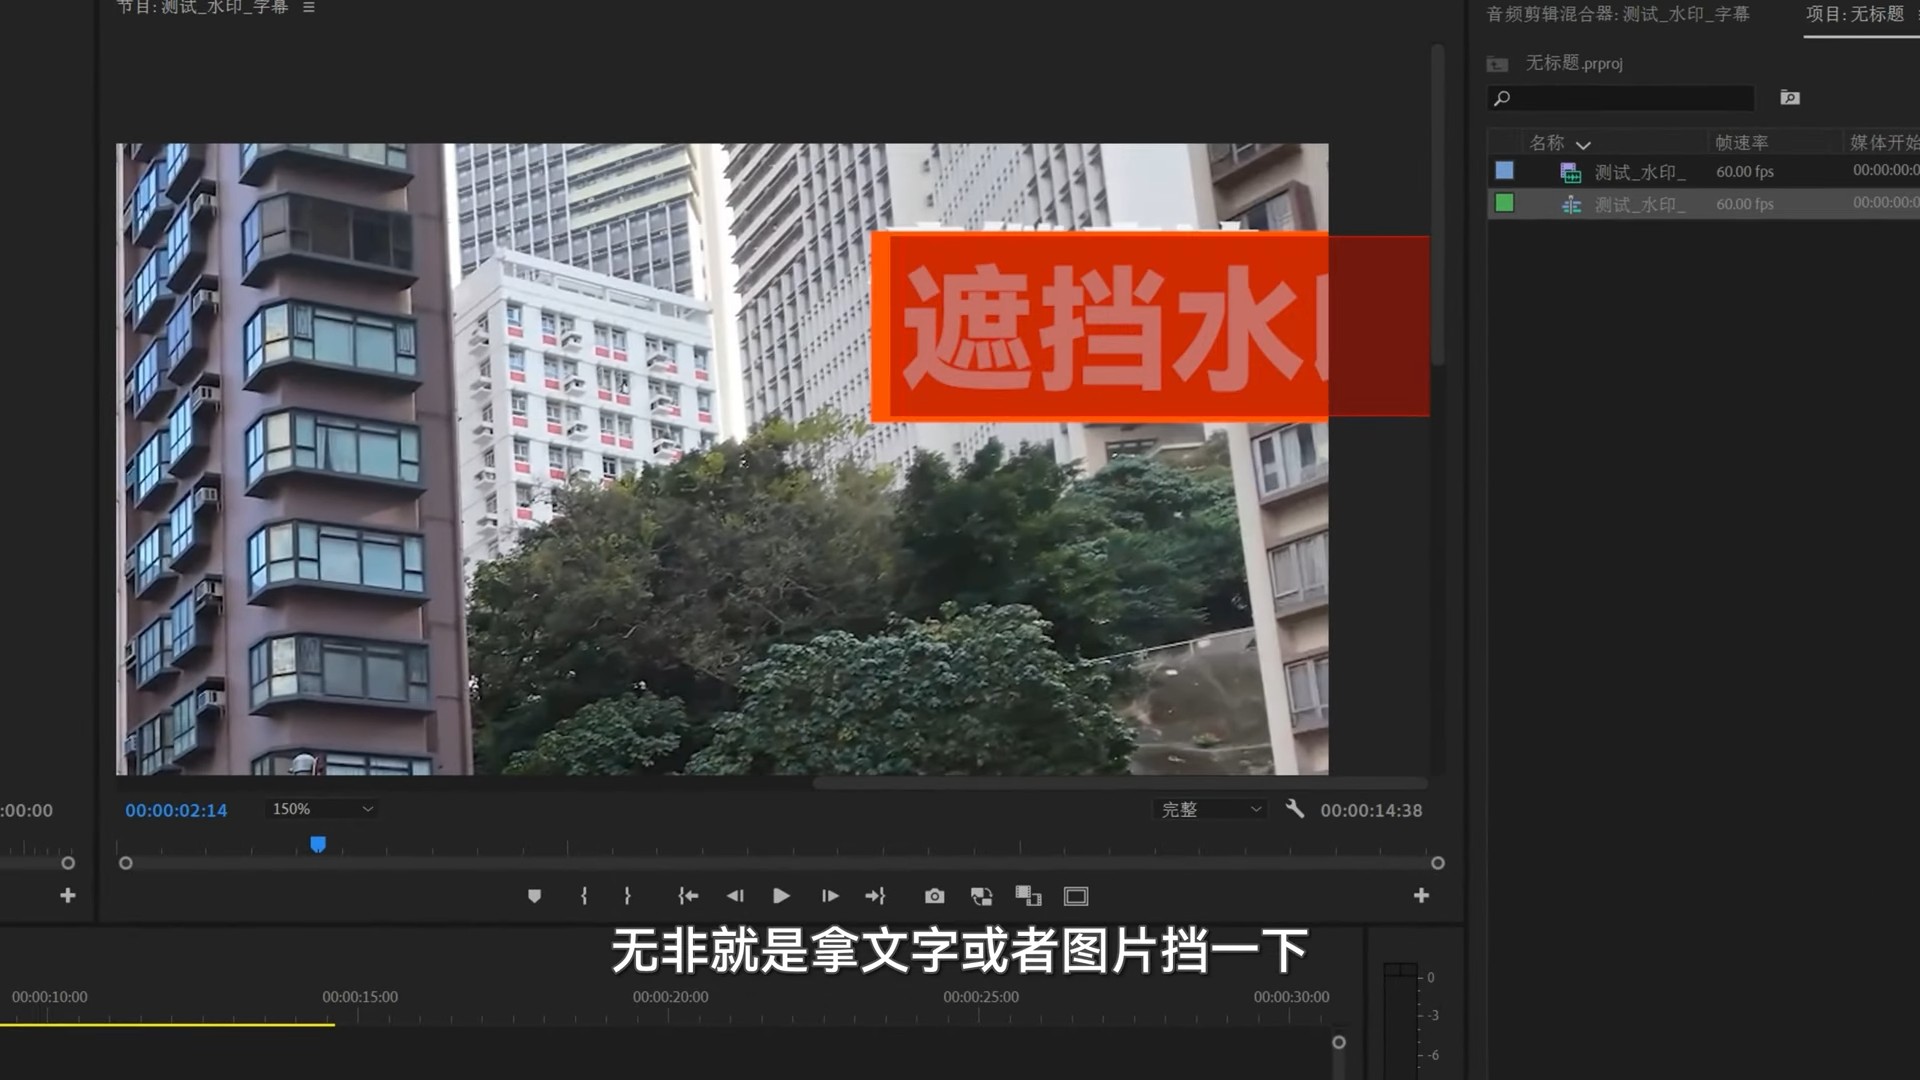 节目: 测试_水印_字幕
音频剪辑混合器: 测试_水印_字幕
项目: 无标题
无标题.prproj
名称
帧速率
媒体开始
测试_水印_
60.00 fps
00:00:00:0
测试_水印_
60.00 fps
00:00:00:0
遮挡水
:00:00
00:00:02:14
150%
完整
00:00:14:38
无非就是拿文字或者图片挡一下
00:00:10:00
00:00:15:00
00:00:20:00
00:00:25:00
00:00:30:00
0
-3
-6